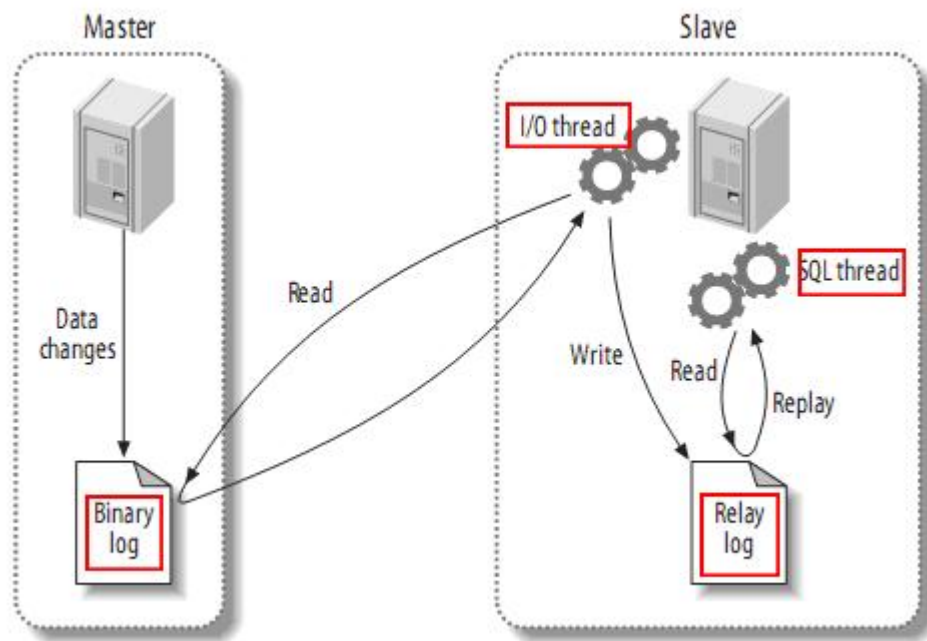 Master
Slave
I/O thread
SQL thread
Read
Data
changes
Write
Read
Replay
Binary
log
Relay
log